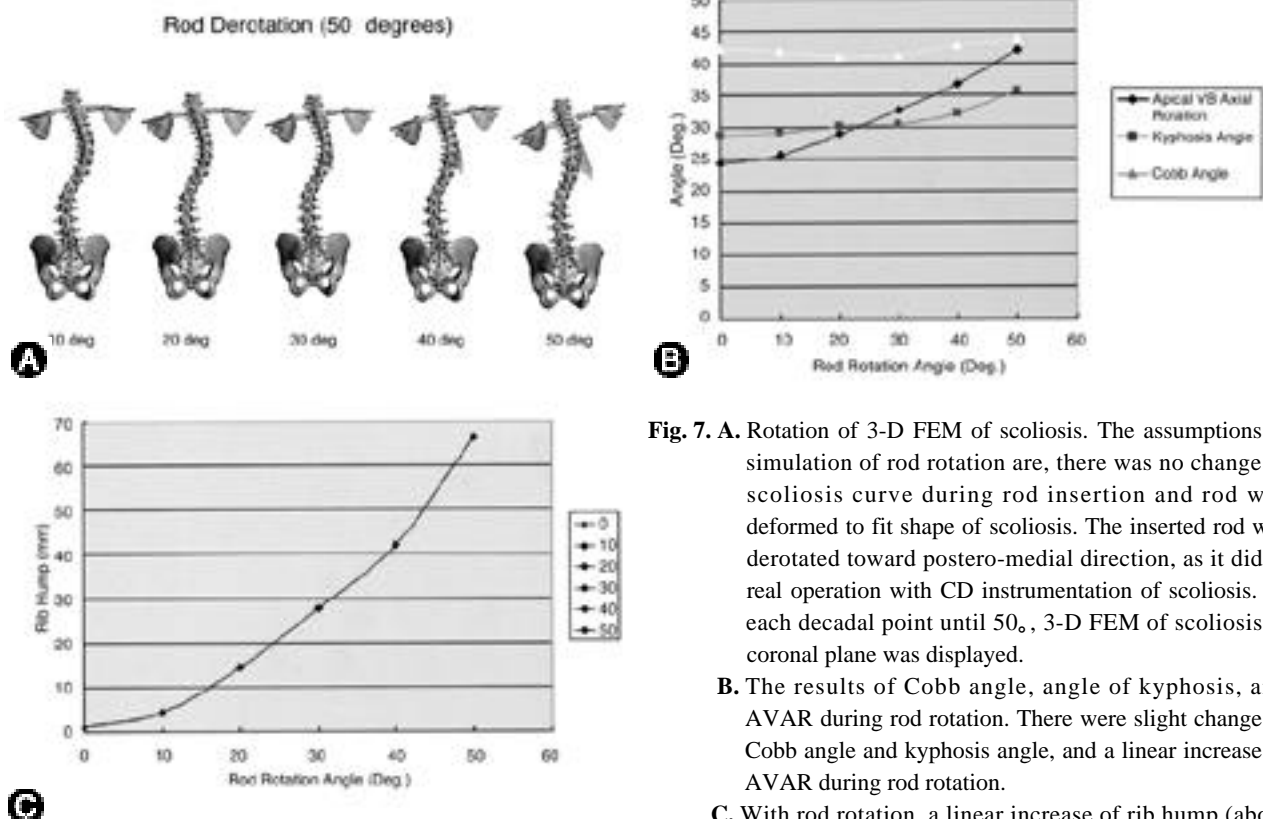 Rod Derotation (50 degrees)
10 deg
20 deg
30 deg
40 deg
50 deg
A
50
45
40
35
30
25
20
15
10
5
0
Angle (Deg.)
0
10
20
30
40
50
60
Rod Rotation Angle (Deg.)
Apical VB Axial
Rotation
Kyphosis Angle
Cobb Angle
B
70
60
50
40
30
20
10
0
Rib Hump (mm)
0
10
20
30
40
50
60
Rod Rotation Angle (Deg.)
0
10
20
30
40
50
C
Fig. 7. A. Rotation of 3-D FEM of scoliosis. The assumptions
simulation of rod rotation are, there was no change
scoliosis curve during rod insertion and rod w
deformed to fit shape of scoliosis. The inserted rod w
derotated toward postero-medial direction, as it did
real operation with CD instrumentation of scoliosis.
each decadal point until 50°, 3-D FEM of scoliosis
coronal plane was displayed.
B. The results of Cobb angle, angle of kyphosis, a
AVAR during rod rotation. There were slight change
Cobb angle and kyphosis angle, and a linear increase
AVAR during rod rotation.
C. With rod rotation, a linear increase of rib hump (abo